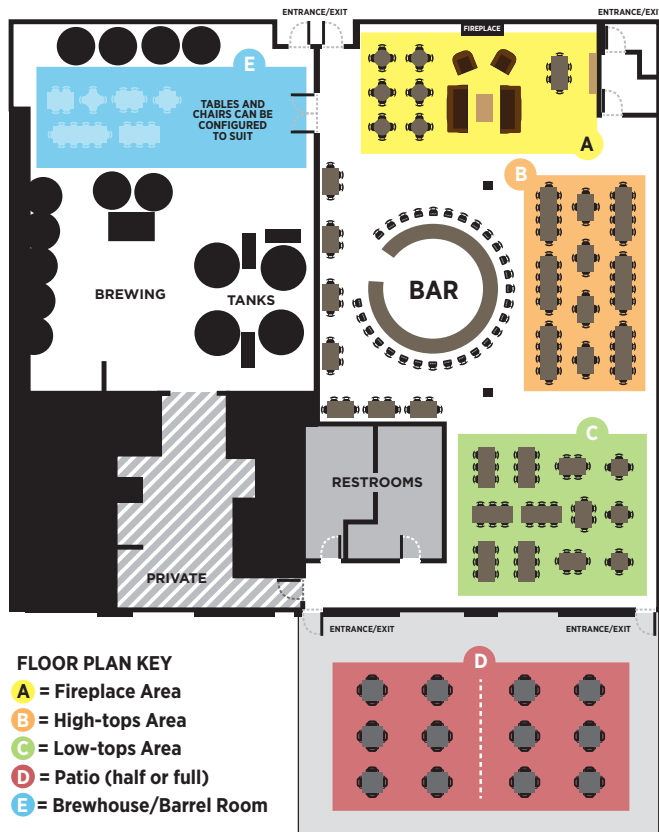 ENTRANCE/EXIT
ENTRANCE/EXIT
FIREPLACE
E
TABLES AND
CHAIRS CAN BE
CONFIGURED
TO SUIT
A
B
BREWING
TANKS
BAR
C
RESTROOMS
PRIVATE
ENTRANCE/EXIT
ENTRANCE/EXIT
D
FLOOR PLAN KEY
A = Fireplace Area
B = High-tops Area
C = Low-tops Area
D = Patio (half or full)
E = Brewhouse/Barrel Room